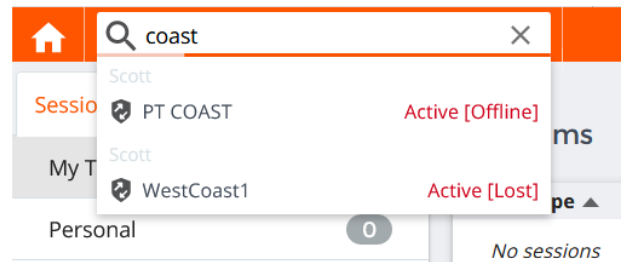 coast
Scott
PT COAST Active [Offline]
Scott
WestCoast1 Active [Lost]
Sessio
My T
Personal 0
ms
pe
No sessions